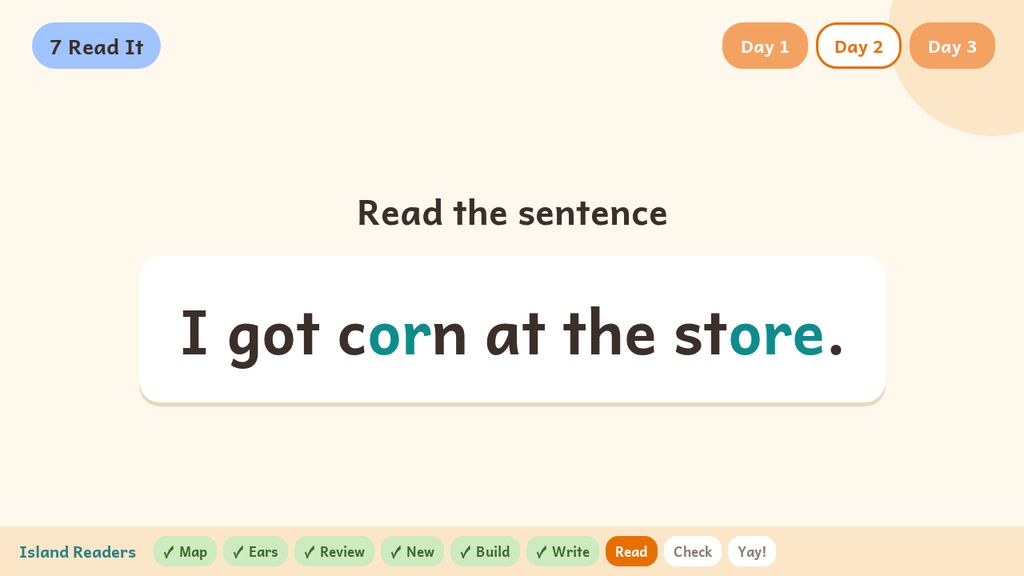 7 Read It
Day 1 Day 2 Day 3
Read the sentence
I got corn at the store.
Island Readers ✓ Map ✓ Ears ✓ Review ✓ New ✓ Build ✓ Write Read Check Yay!